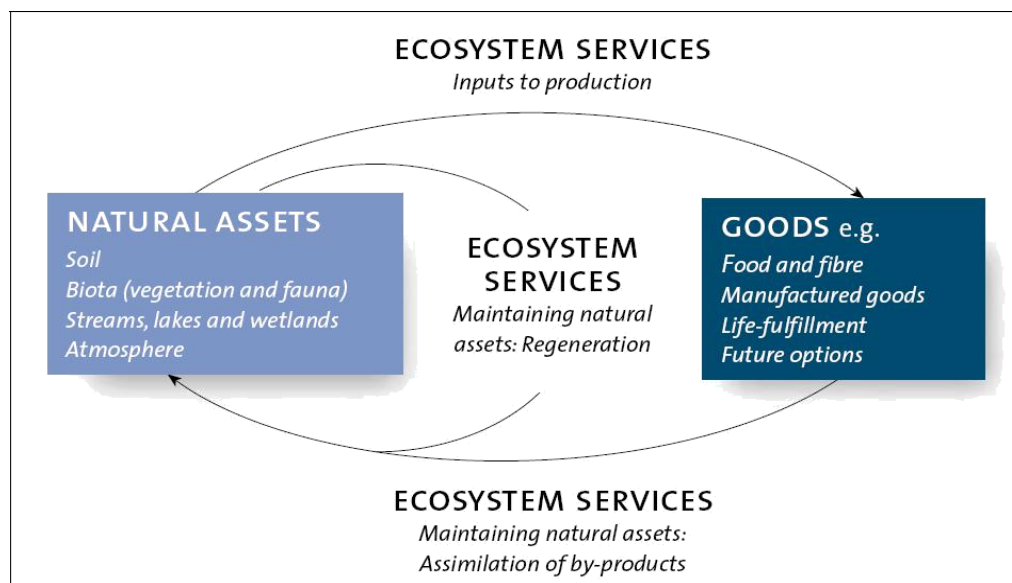 ECOSYSTEM SERVICES
Inputs to production
NATURAL ASSETS
Soil
Biota (vegetation and fauna)
Streams, lakes and wetlands
Atmosphere
ECOSYSTEM
SERVICES
Maintaining natural
assets: Regeneration
GOODS e.g.
Food and fibre
Manufactured goods
Life-fulfillment
Future options
ECOSYSTEM SERVICES
Maintaining natural assets:
Assimilation of by-products